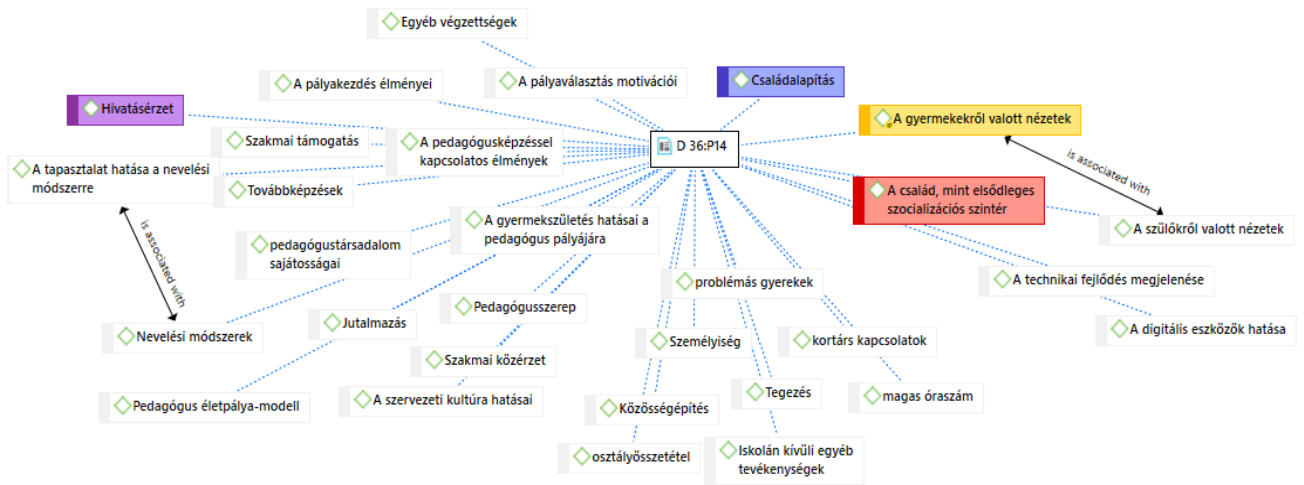 Egyéb végzettségek
A pályakezdés élményei
A pályaválasztás motivációi
Családalapítás
Hivatásérzet
A gyermekekről valott nézetek
Szakmai támogatás
A pedagógusképzéssel
kapcsolatos élmények
D 36:P14
is associated with
A tapasztalat hatása a nevelési
módszerre
Továbbképzések
A család, mint elsődleges
szocializációs szintér
A gyermekszületés hatásai a
pedagógus pályájára
A szülőkről valott nézetek
is associated with
pedagógustársadalom
sajátosságai
problémás gyerekek
A technikai fejlődés megjelenése
Pedagógusszerep
Jutalmazás
A digitális eszközök hatása
Nevelési módszerek
Személyiség
kortárs kapcsolatok
Szakmai közérzet
Tegezés
magas óraszám
Pedagógus életpálya-modell
A szervezeti kultúra hatásai
Közösségépítés
osztályösszetétel
Iskolán kívüli egyéb
tevékenységek